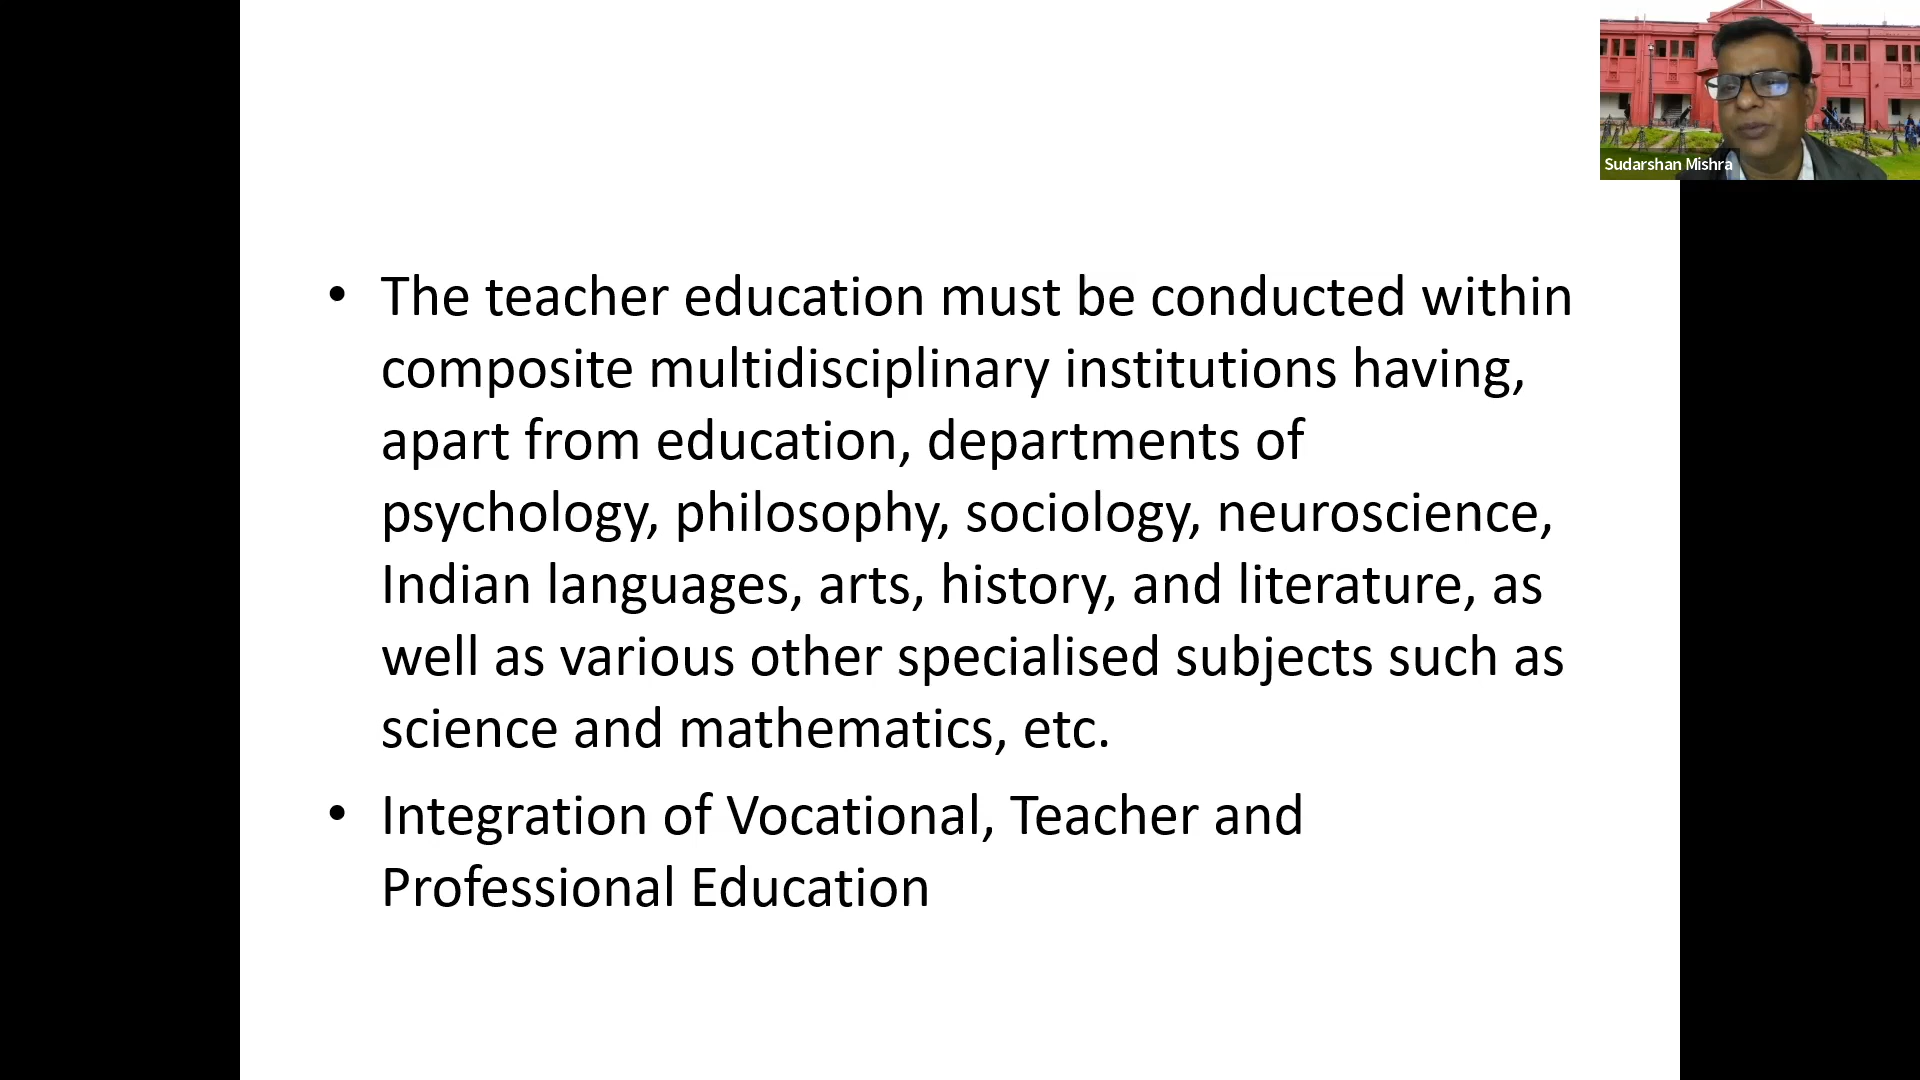 Sudarshan Mishra
• The teacher education must be conducted within
composite multidisciplinary institutions having,
apart from education, departments of
psychology, philosophy, sociology, neuroscience,
Indian languages, arts, history, and literature, as
well as various other specialised subjects such as
science and mathematics, etc.
• Integration of Vocational, Teacher and
Professional Education